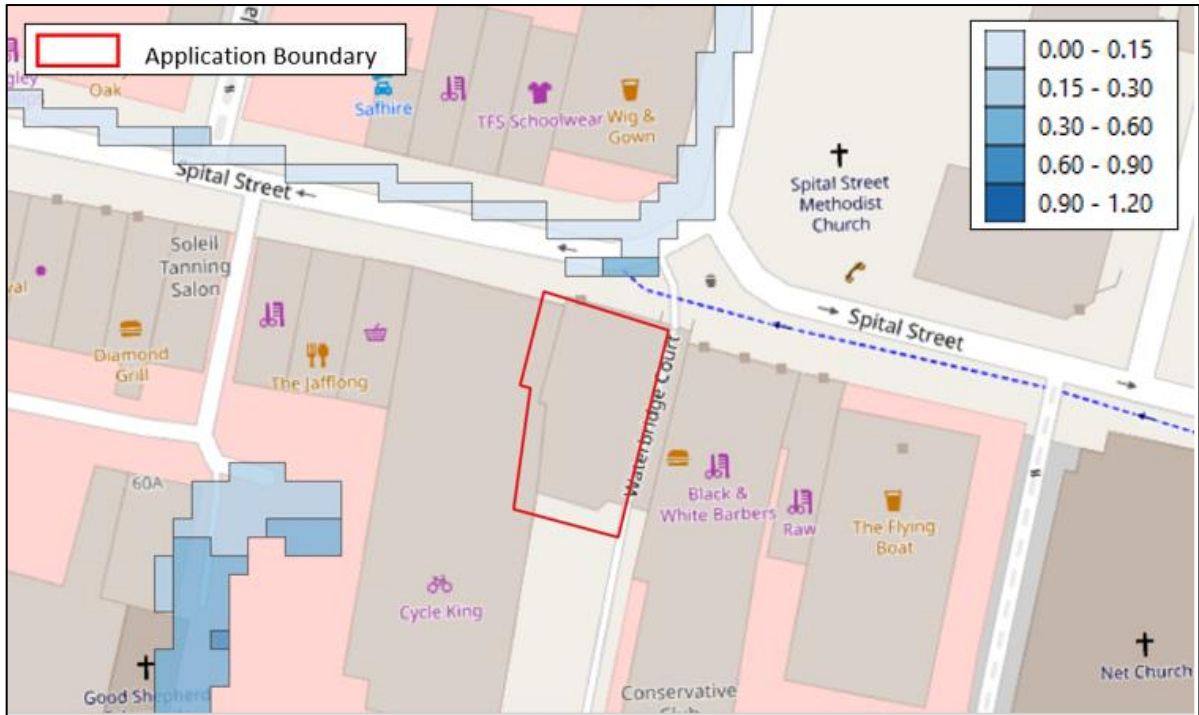 Application Boundary
0.00 - 0.15
0.15 - 0.30
0.30 - 0.60
0.60 - 0.90
0.90 - 1.20
Oak
Safhire
TFS Schoolwear
Wig &
Gown
Spital Street
Spital Street
Methodist
Church
Soleil
Tanning
Salon
Spital Street
Diamond
Grill
The Jafflong
Waterbridge Court
60A
Black &
White Barbers
Raw
The Flying
Boat
Cycle King
Good Shepherd
Conservative
Club
Net Church